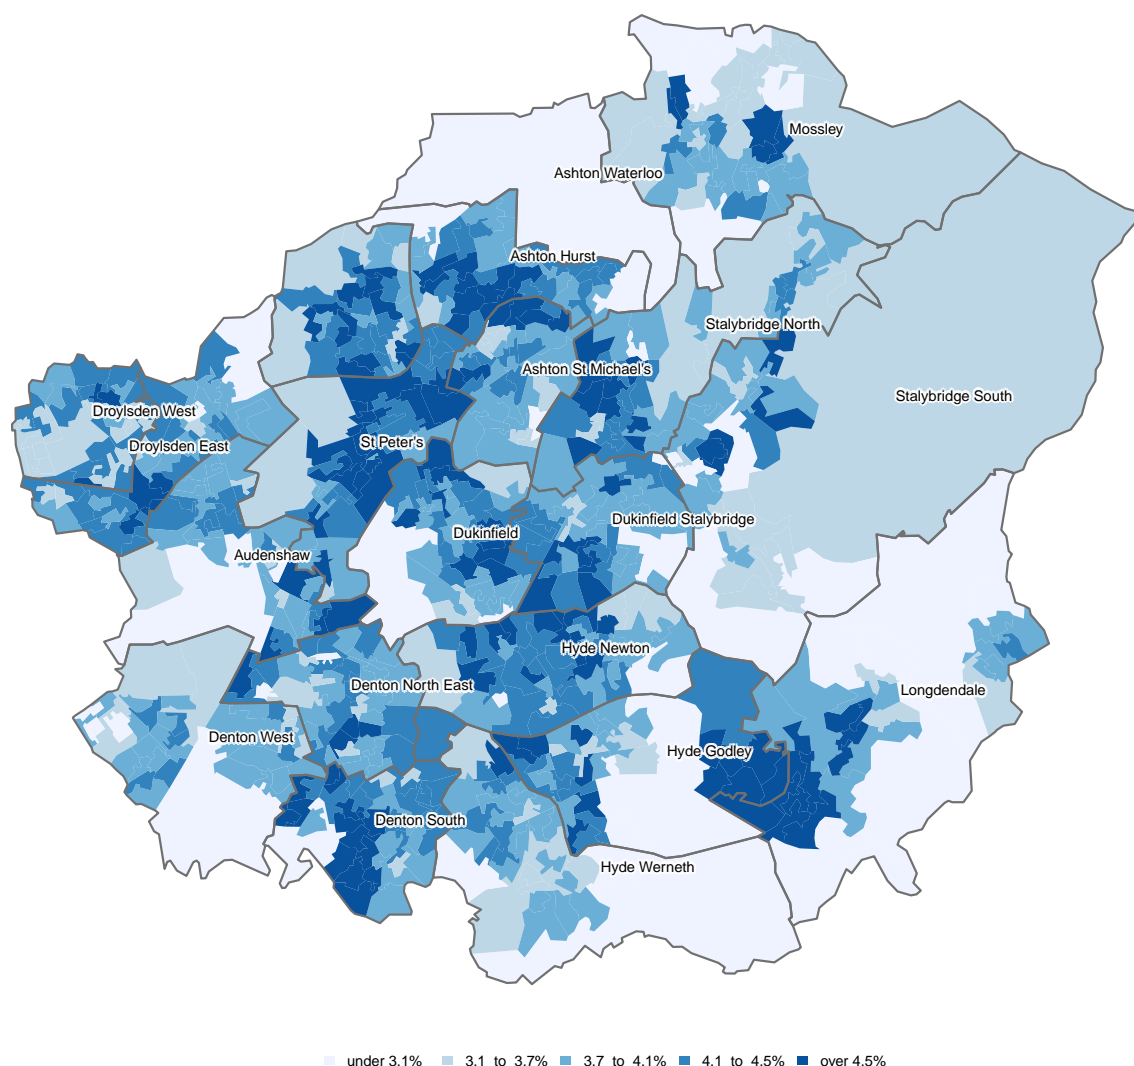 Mossley
Ashton Waterloo
Ashton Hurst
Stalybridge North
Ashton St Michael's
Stalybridge South
Droylsden West
Droylsden East
St Peter's
Dukinfield Stalybridge
Dukinfield
Audenshaw
Hyde Newton
Denton North East
Longdendale
Denton West
Hyde Godley
Denton South
Hyde Werneth
under 3.1% 3.1 to 3.7% 3.7 to 4.1% 4.1 to 4.5% over 4.5%